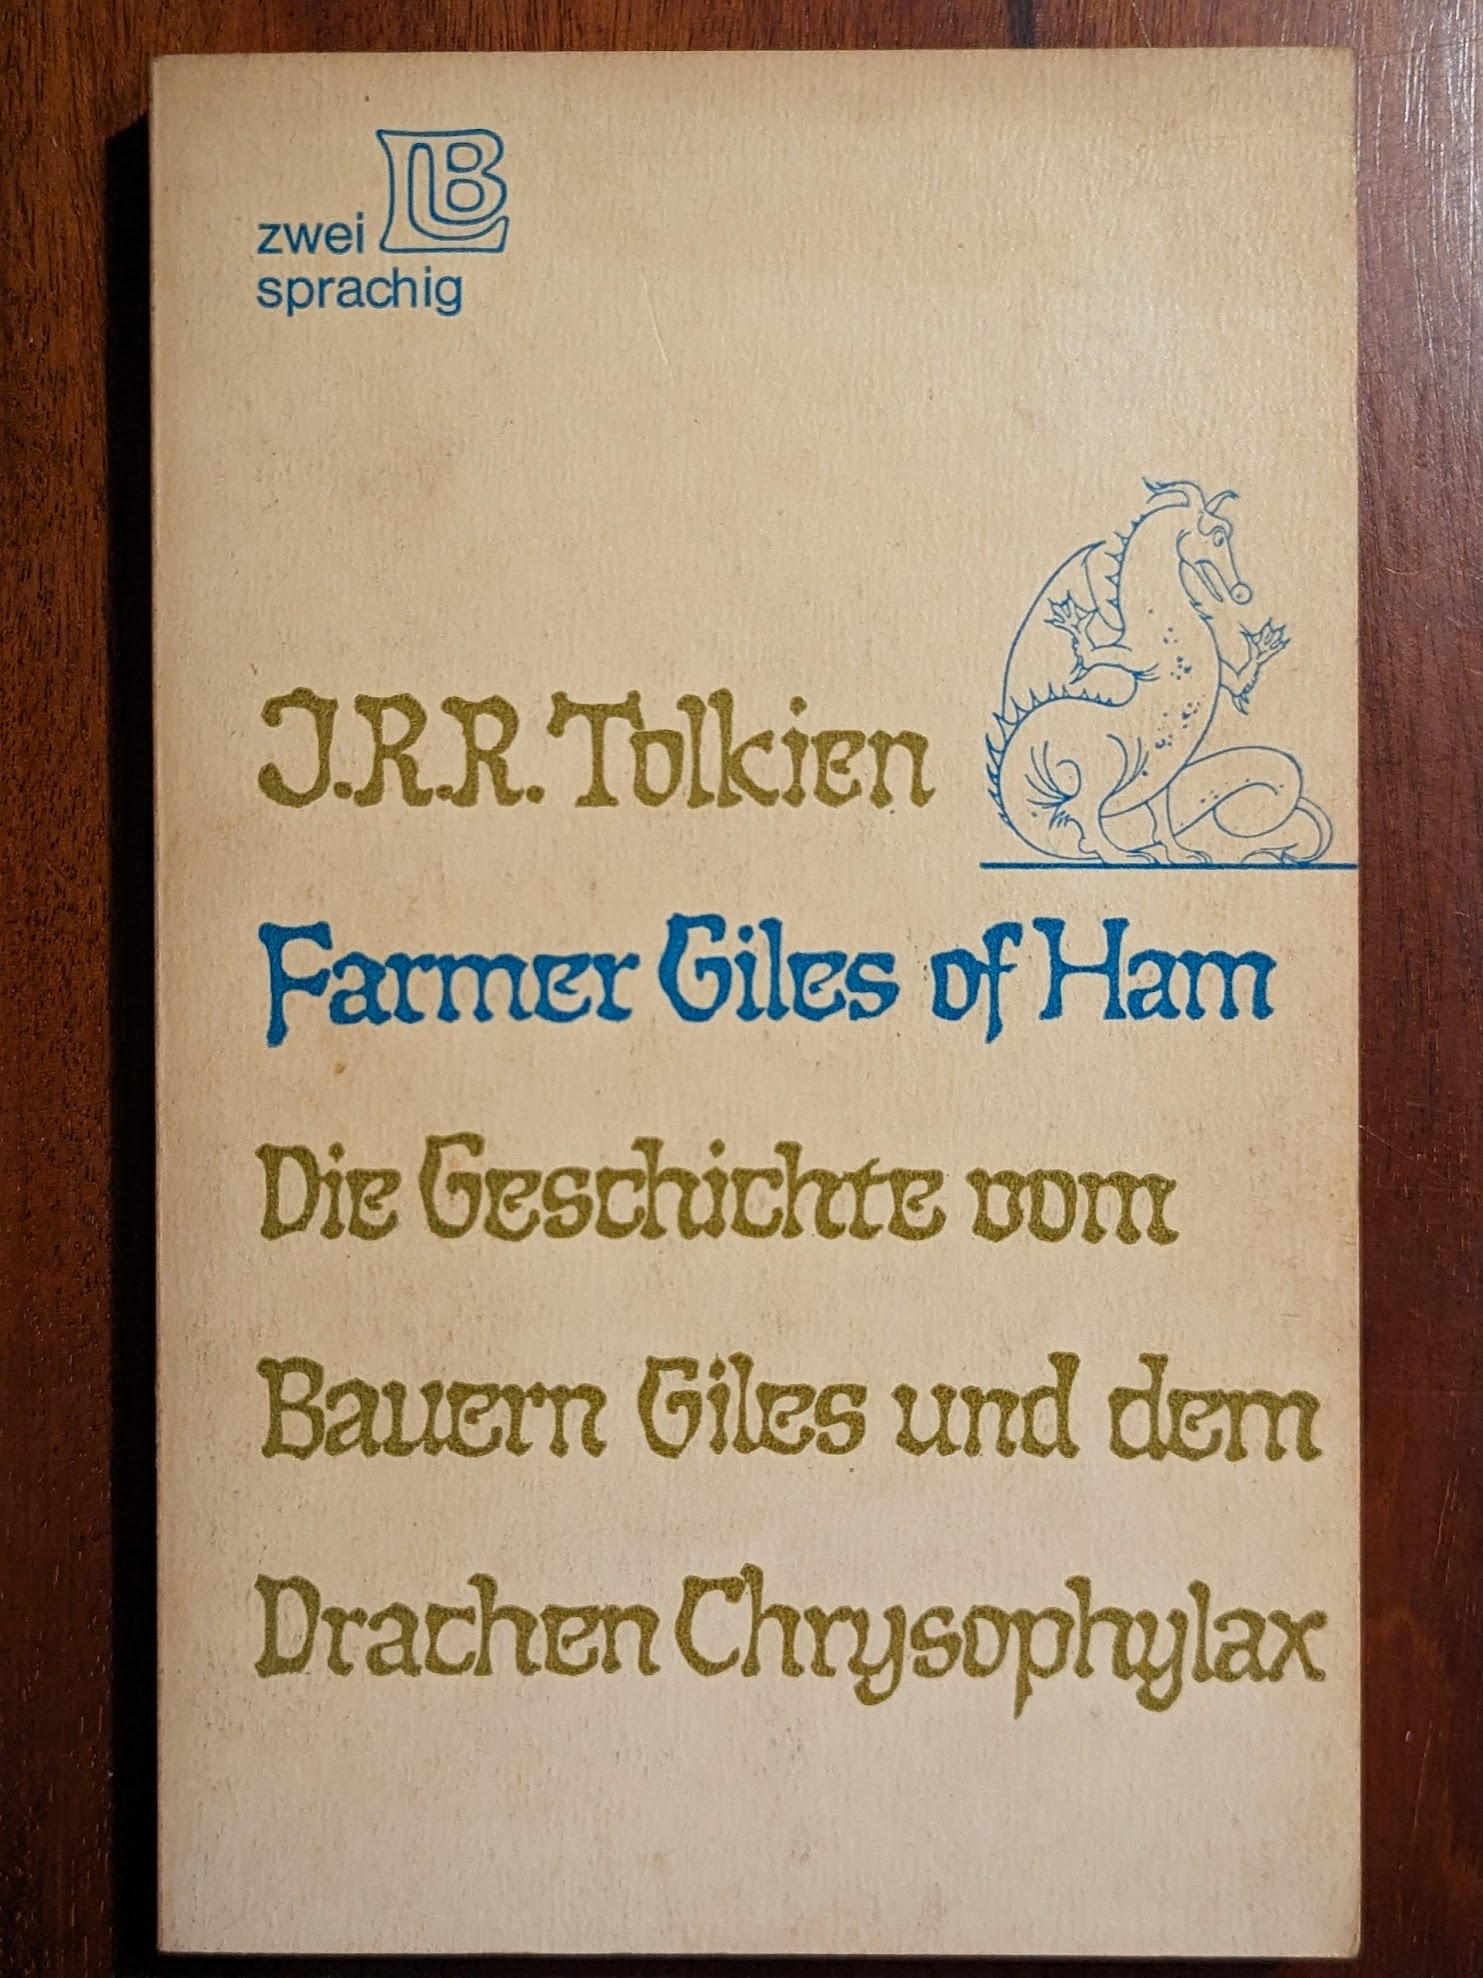 zwei LB
sprachig
J.R.R. Tolkien
Farmer Giles of Ham
Die Geschichte vom
Bauern Giles und dem
Drachen Chrysophylax